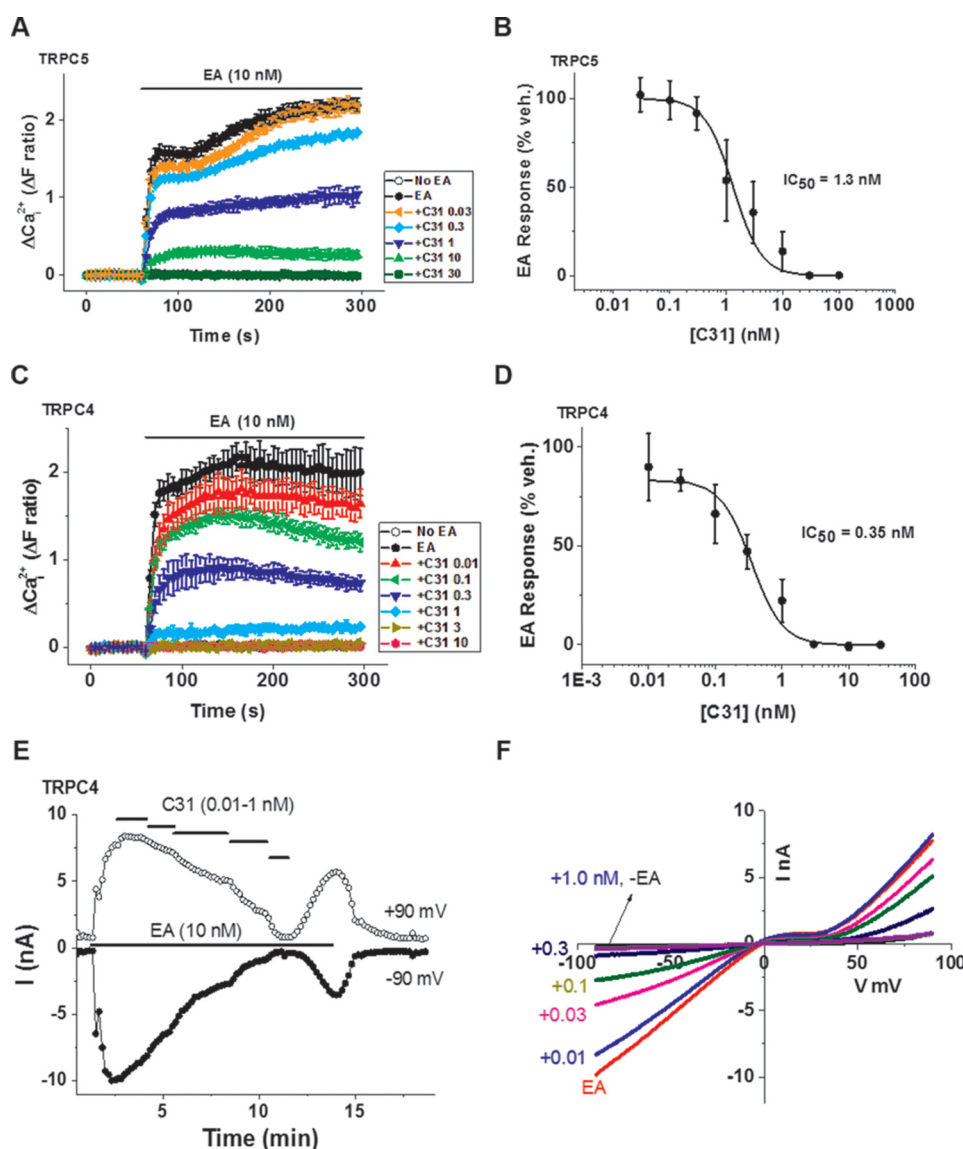 A
TRPC5
EA (10 nM)
ΔCa2+i (ΔF ratio)
2
1
0
0
100
200
300
Time (s)
No EA
EA
+C31 0.03
+C31 0.3
+C31 1
+C31 10
+C31 30
B
TRPC5
EA Response (% veh.)
100
50
0
IC50 = 1.3 nM
0.01
0.1
1
10
100
1000
[C31] (nM)
C
TRPC4
EA (10 nM)
ΔCa2+i (ΔF ratio)
2
1
0
0
100
200
300
Time (s)
No EA
EA
+C31 0.01
+C31 0.1
+C31 0.3
+C31 1
+C31 3
+C31 10
D
TRPC4
EA Response (% veh.)
100
50
0
IC50 = 0.35 nM
1E-3
0.01
0.1
1
10
100
[C31] (nM)
E
TRPC4
C31 (0.01-1 nM)
I (nA)
10
5
0
-5
-10
+90 mV
EA (10 nM)
-90 mV
5
10
15
Time (min)
F
10
I nA
5
+1.0 nM, -EA
0
+0.3
-100
-50
0
50
100
V mV
+0.1
+0.03
-5
+0.01
EA
-10